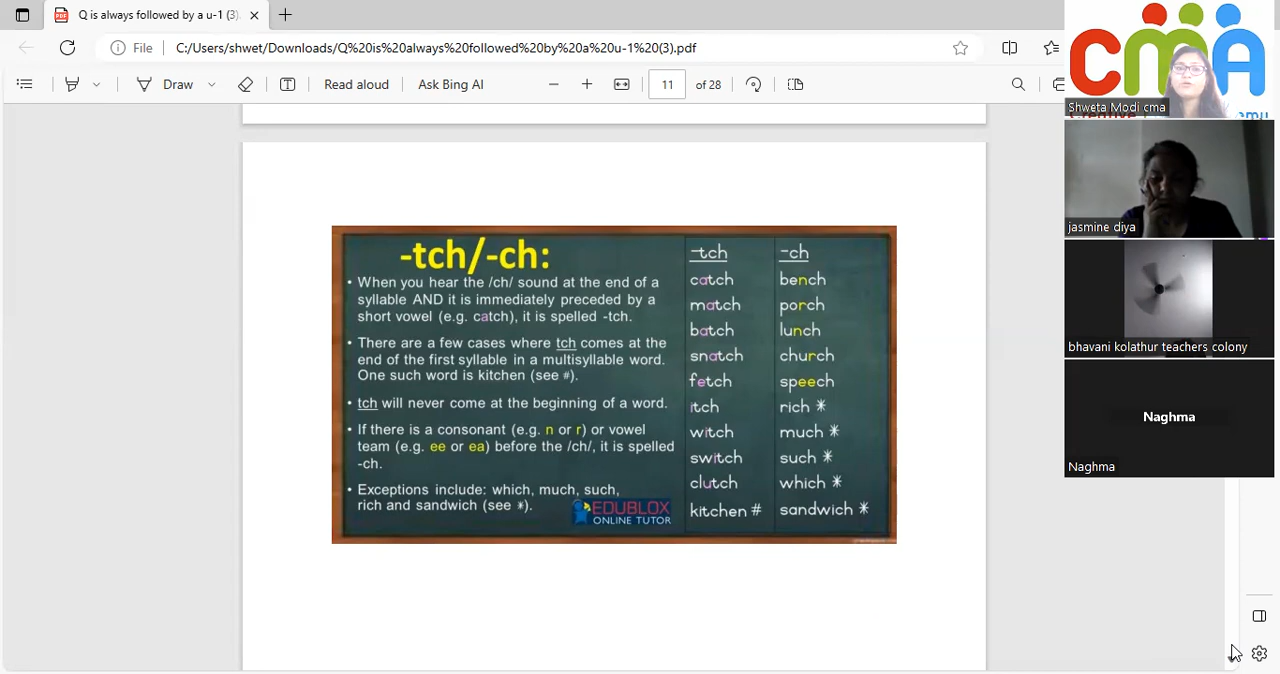 Q is always followed by a u-1 (3).
File
C:/Users/shwet/Downloads/Q%20is%20always%20followed%20by%20a%20u-1%20(3).pdf
Draw
Read aloud
Ask Bing AI
11
of 28
-tch/-ch:
• When you hear the /ch/ sound at the end of a
syllable AND it is immediately preceded by a
short vowel (e.g. catch), it is spelled -tch.
• There are a few cases where tch comes at the
end of the first syllable in a multisyllable word.
One such word is kitchen (see #).
• tch will never come at the beginning of a word.
• If there is a consonant (e.g. n or r) or vowel
team (e.g. ee or ea) before the /ch/, it is spelled
-ch.
• Exceptions include: which, much, such,
rich and sandwich (see *).
EDUBLOX
ONLINE TUTOR
-tch
catch
match
batch
snatch
fetch
itch
witch
switch
clutch
kitchen #
-ch
bench
porch
lunch
church
speech
rich *
much *
such *
which *
sandwich *
cmA
Shweta Modi cma
jasmine diya
bhavani kolathur teachers colony
Naghma
Naghma